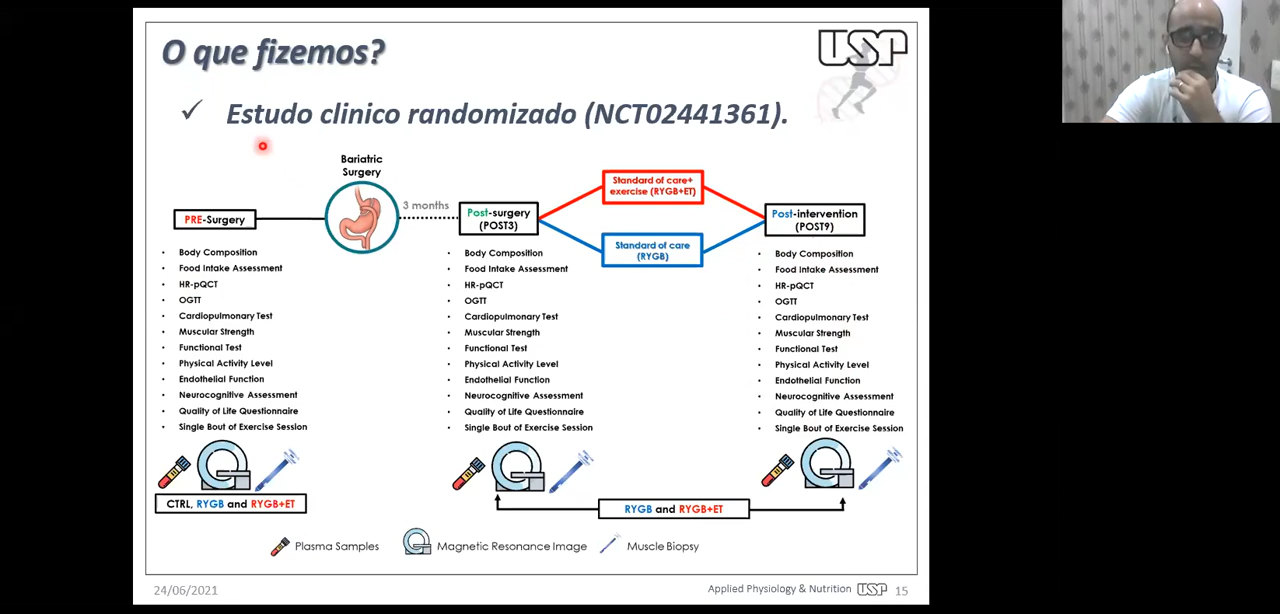 O que fizemos?
USP
✓ Estudo clinico randomizado (NCT02441361).
Bariatric
Surgery
3 months
PRE-Surgery
Post-surgery
(POST3)
Standard of care+
exercise (RYGB+ET)
Standard of care
(RYGB)
Post-intervention
(POST9)
• Body Composition
• Food Intake Assessment
• HR-pQCT
• OGTT
• Cardiopulmonary Test
• Muscular Strength
• Functional Test
• Physical Activity Level
• Endothelial Function
• Neurocognitive Assessment
• Quality of Life Questionnaire
• Single Bout of Exercise Session
• Body Composition
• Food Intake Assessment
• HR-pQCT
• OGTT
• Cardiopulmonary Test
• Muscular Strength
• Functional Test
• Physical Activity Level
• Endothelial Function
• Neurocognitive Assessment
• Quality of Life Questionnaire
• Single Bout of Exercise Session
• Body Composition
• Food Intake Assessment
• HR-pQCT
• OGTT
• Cardiopulmonary Test
• Muscular Strength
• Functional Test
• Physical Activity Level
• Endothelial Function
• Neurocognitive Assessment
• Quality of Life Questionnaire
• Single Bout of Exercise Session
CTRL, RYGB and RYGB+ET
RYGB and RYGB+ET
Plasma Samples
Magnetic Resonance Image
Muscle Biopsy
24/06/2021
Applied Physiology & Nutrition USP 15